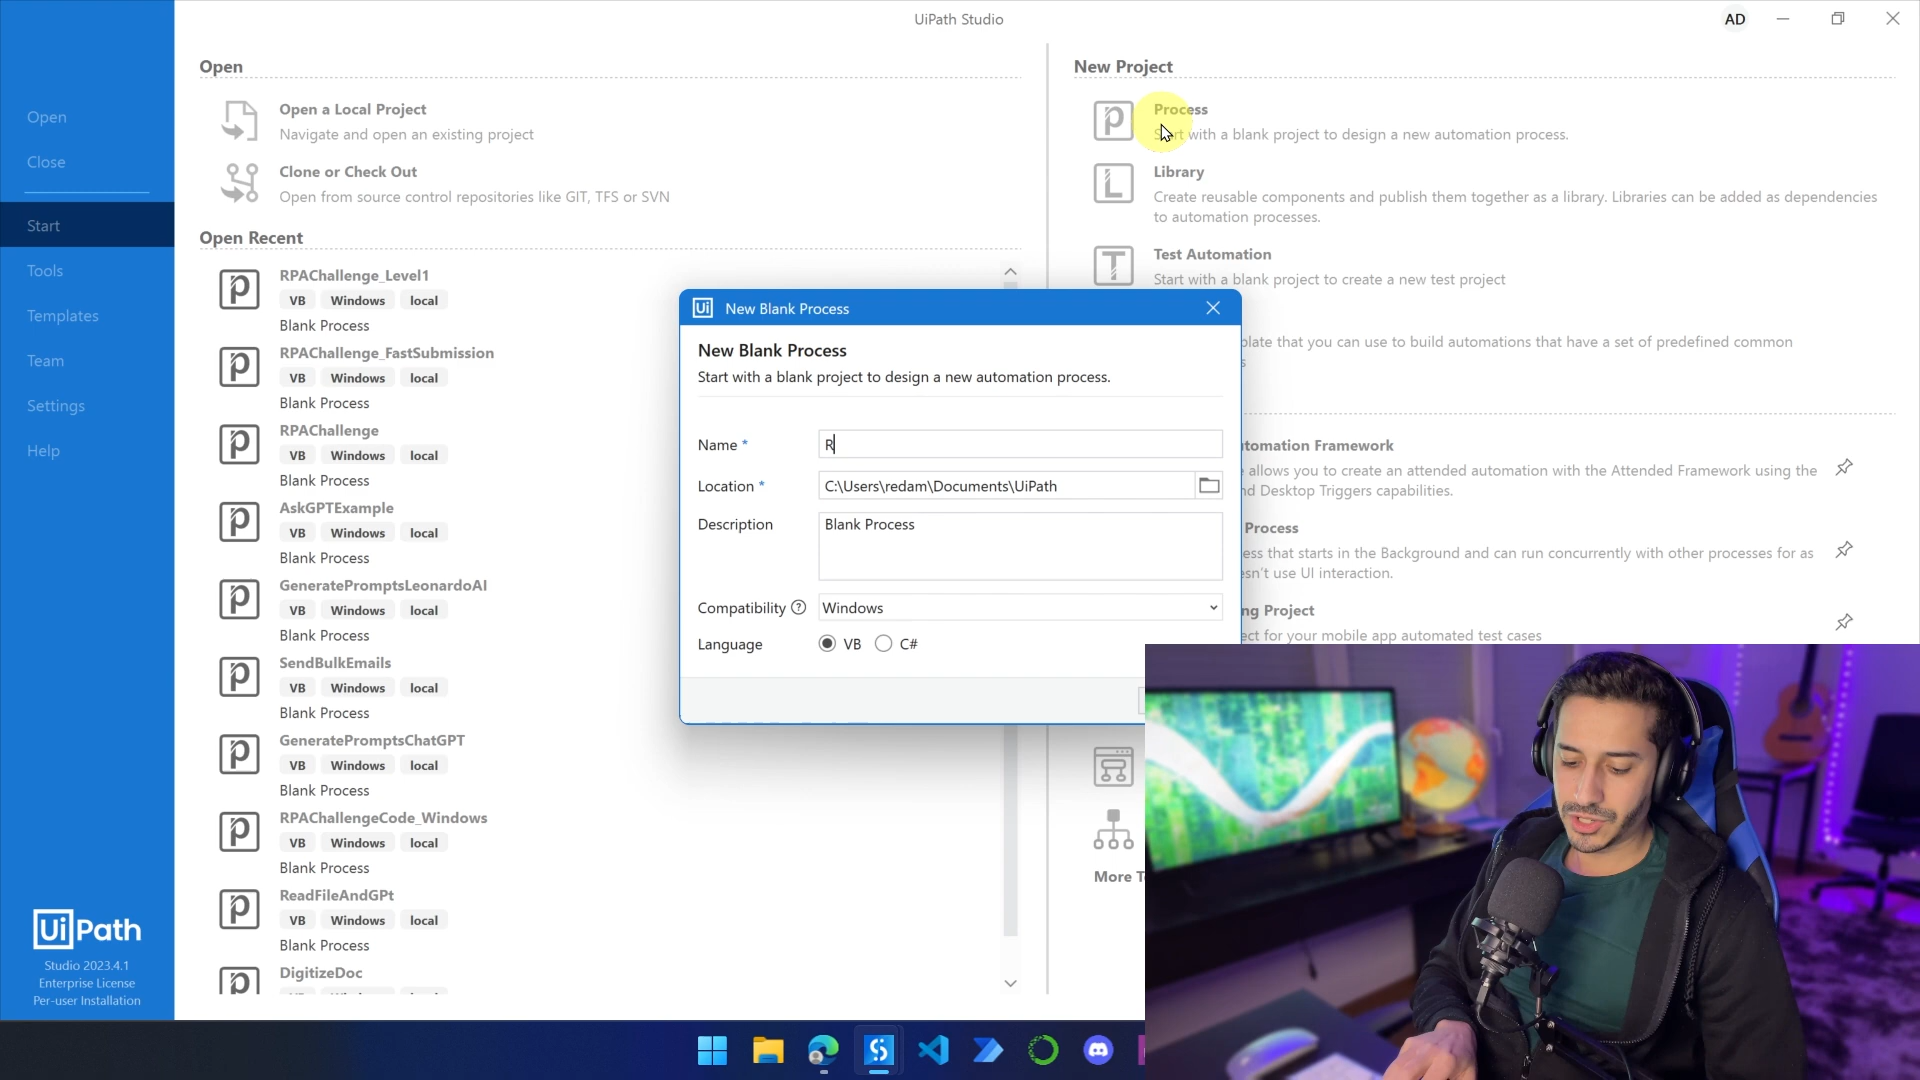 UiPath Studio
AD
Open
Close
Start
Tools
Templates
Team
Settings
Help
UiPath
Studio 2023.4.1
Enterprise License
Per-user Installation
Open
Open a Local Project
Navigate and open an existing project
Clone or Check Out
Open from source control repositories like GIT, TFS or SVN
Open Recent
RPAChallenge_Level1
VB Windows local
Blank Process
RPAChallenge_FastSubmission
VB Windows local
Blank Process
RPAChallenge
VB Windows local
Blank Process
AskGPTExample
VB Windows local
Blank Process
GeneratePromptsLeonardoAI
VB Windows local
Blank Process
SendBulkEmails
VB Windows local
Blank Process
GeneratePromptsChatGPT
VB Windows local
Blank Process
RPAChallengeCode_Windows
VB Windows local
Blank Process
ReadFileAndGPt
VB Windows local
Blank Process
DigitizeDoc
New Project
Process
Start with a blank project to design a new automation process.
Library
Create reusable components and publish them together as a library. Libraries can be added as dependencies
to automation processes.
Test Automation
Start with a blank project to create a new test project
plate that you can use to build automations that have a set of predefined common
s
utomation Framework
allows you to create an attended automation with the Attended Framework using the
nd Desktop Triggers capabilities.
Process
ess that starts in the Background and can run concurrently with other processes for as
sn't use UI interaction.
ng Project
ect for your mobile app automated test cases
More T
Ui New Blank Process
New Blank Process
Start with a blank project to design a new automation process.
Name * R
Location * C:\Users\redam\Documents\UiPath
Description Blank Process
Compatibility ? Windows
Language VB C#